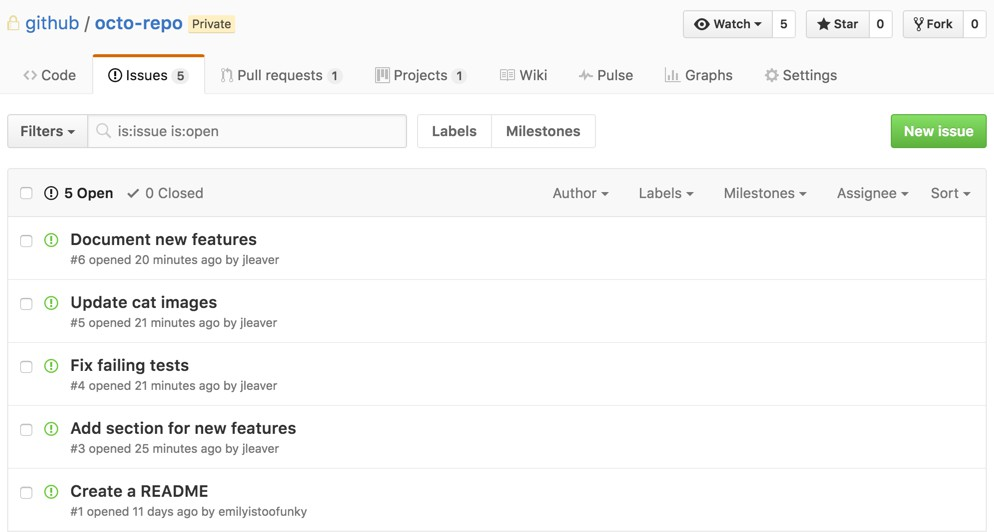 github / octo-repo Private Watch 5 Star 0 Fork 0
Code Issues 5 Pull requests 1 Projects 1 Wiki Pulse Graphs Settings
Filters is:issue is:open Labels Milestones New issue
5 Open 0 Closed Author Labels Milestones Assignee Sort
Document new features
#6 opened 20 minutes ago by jleaver
Update cat images
#5 opened 21 minutes ago by jleaver
Fix failing tests
#4 opened 21 minutes ago by jleaver
Add section for new features
#3 opened 25 minutes ago by jleaver
Create a README
#1 opened 11 days ago by emilyistoofunky